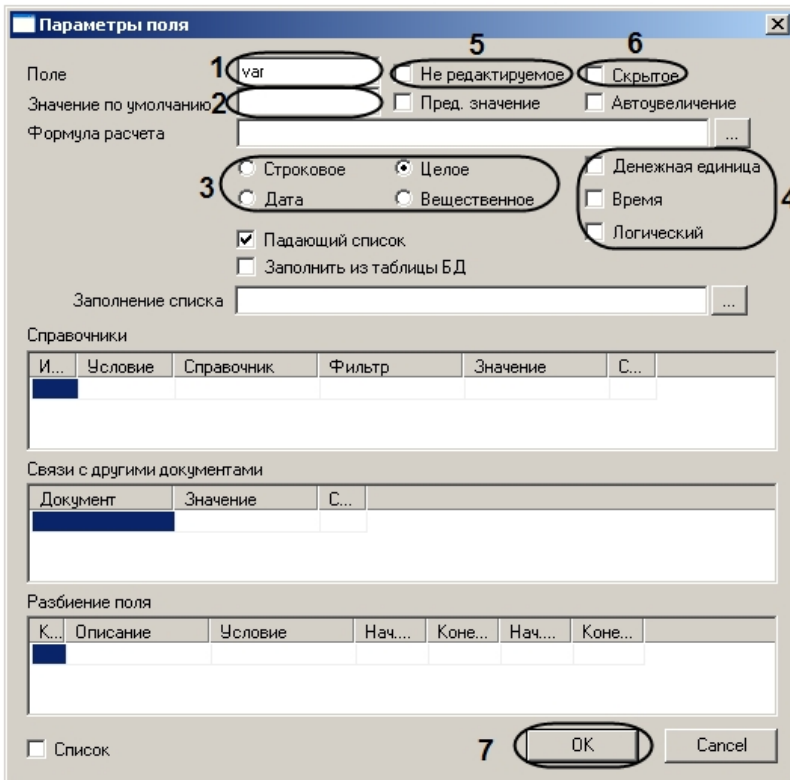 Параметры поля
5 6
Поле 1 var Не редактируемое Скрытое
Значение по умолчанию 2 Пред. значение Автоувеличение
Формула расчета ...
3 Строковое Целое Денежная единица
Дата Вещественное Время 4
Логический
Падающий список
Заполнить из таблицы БД
Заполнение списка ...
Справочники
И... Условие Справочник Фильтр Значение С...
Связи с другими документами
Документ Значение С...
Разбиение поля
К... Описание Условие Нач.... Коне... Нач.... Коне...
Список 7 OK Cancel